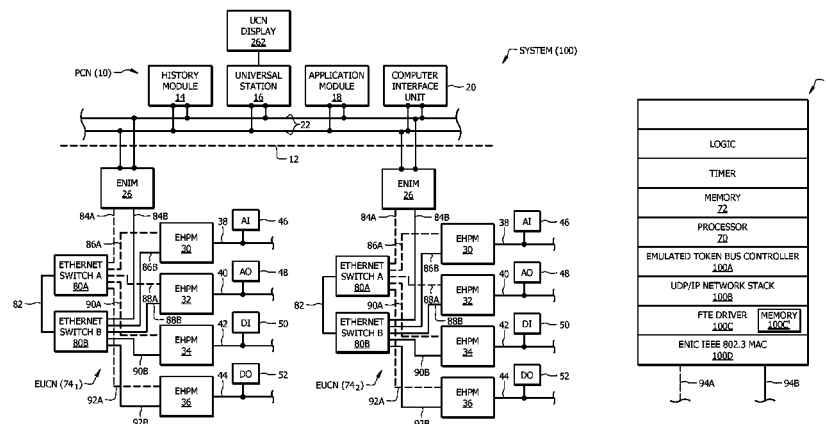 UCN
DISPLAY
262
SYSTEM (100)
PCN (10)
HISTORY
MODULE
14
UNIVERSAL
STATION
16
APPLICATION
MODULE
18
COMPUTER
INTERFACE
UNIT
20
22
12
ENIM
26
84A
84B
86A
86B
EHPM
30
38
AI
46
ETHERNET
SWITCH A
80A
90A
88A
88B
EHPM
32
40
AO
48
82
ETHERNET
SWITCH B
80B
90B
EHPM
34
42
DI
50
EUCN (74₁)
92A
92B
EHPM
36
44
DO
52
ENIM
26
84A
84B
86A
86B
EHPM
30
38
AI
46
ETHERNET
SWITCH A
80A
90A
88A
88B
EHPM
32
40
AO
48
82
ETHERNET
SWITCH B
80B
90B
EHPM
34
42
DI
50
EUCN (74₂)
92A
92B
EHPM
36
44
DO
52
LOGIC
TIMER
MEMORY
72
PROCESSOR
70
EMULATED TOKEN BUS CONTROLLER
100A
UDP/IP NETWORK STACK
100B
FTE DRIVER
100C
MEMORY
100C'
ENIC IEEE 802.3 MAC
100D
94A
94B